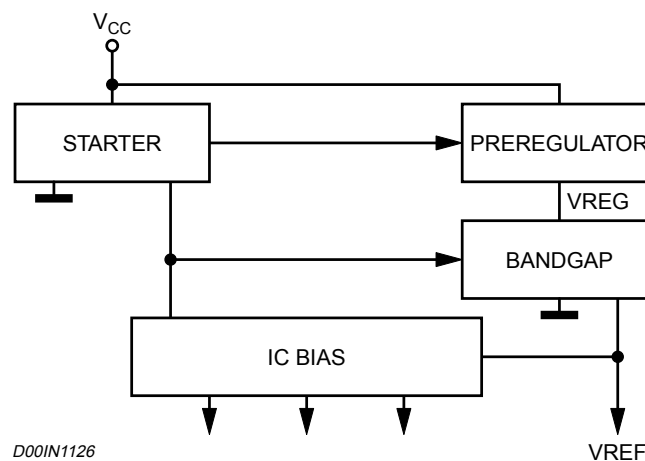 VCC
STARTER
PREREGULATOR
VREG
BANDGAP
IC BIAS
D00IN1126
VREF